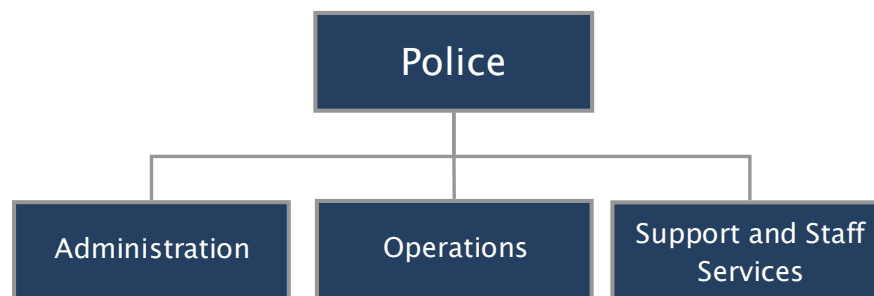 Police
Administration
Operations
Support and Staff
Services